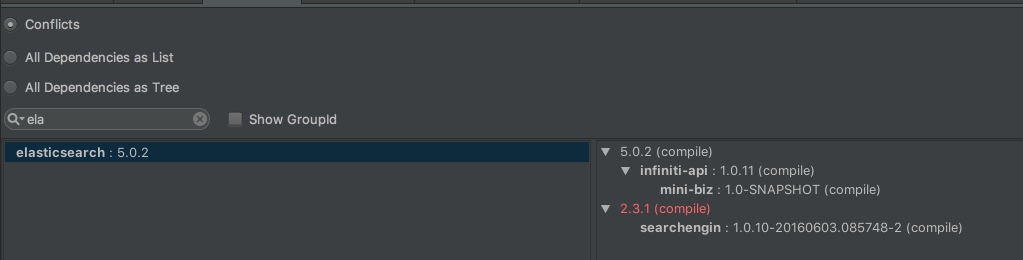 Conflicts
All Dependencies as List
All Dependencies as Tree
ela
Show GroupId
elasticsearch : 5.0.2
5.0.2 (compile)
infiniti-api : 1.0.11 (compile)
mini-biz : 1.0-SNAPSHOT (compile)
2.3.1 (compile)
searchengin : 1.0.10-20160603.085748-2 (compile)